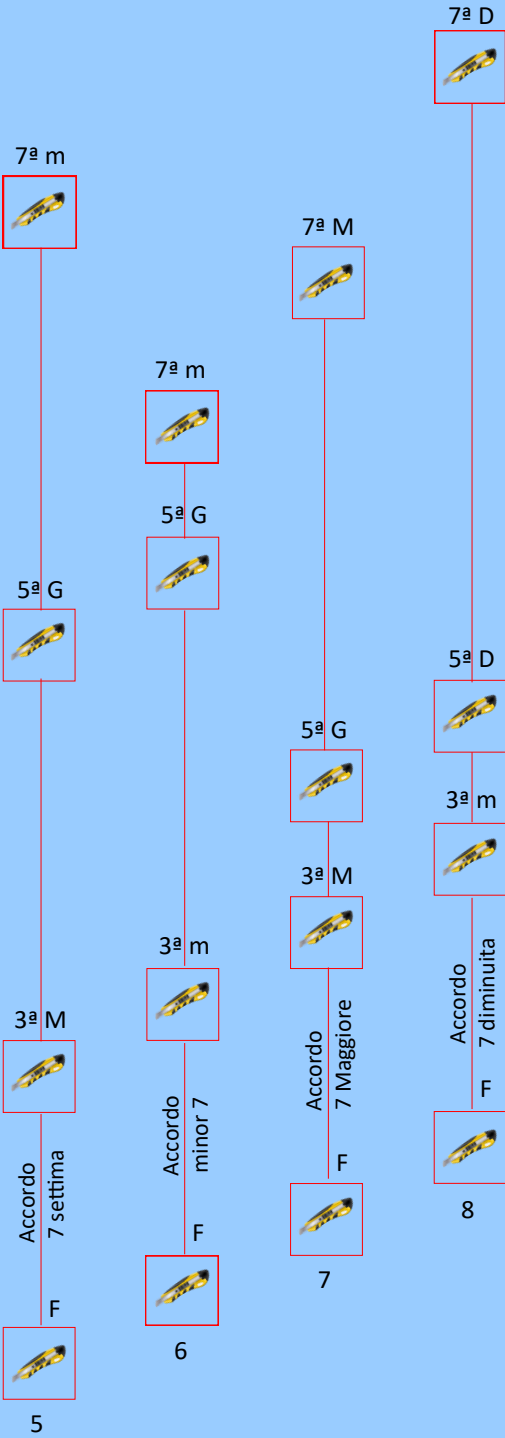 7ª m
5ª G
3ª M
Accordo
7 settima
F
5
7ª m
5ª G
3ª m
Accordo
minor 7
F
6
7ª M
5ª G
3ª M
Accordo
7 Maggiore
F
7
7ª D
5ª D
3ª m
Accordo
7 diminuita
F
8